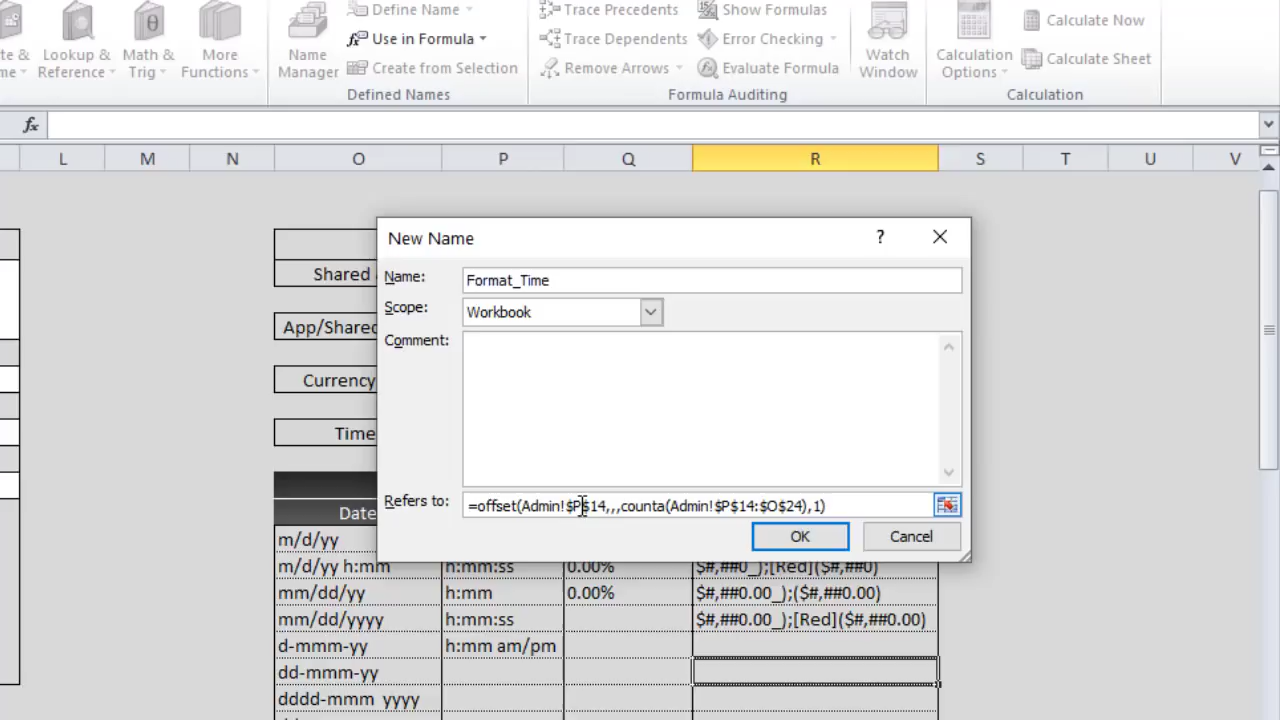 Define Name
Trace Precedents
Show Formulas
Calculate Now
Lookup & Reference
Math & Trig
More Functions
Name Manager
Use in Formula
Trace Dependents
Error Checking
Watch Window
Calculation Options
Calculate Sheet
Create from Selection
Remove Arrows
Evaluate Formula
Defined Names
Formula Auditing
Calculation
fx
L M N O P Q R S T U V
New Name
?
Name: Format_Time
Scope: Workbook
Comment:
Refers to: =offset(Admin!$P$14,,,counta(Admin!$P$14:$O$24),1)
OK Cancel
Shared
App/Shared
Currency
Time
Date
m/d/yy
m/d/yy h:mm h:mm:ss 0.00% $#,##0_);[Red]($#,##0)
mm/dd/yy h:mm 0.00% $#,##0.00_);($#,##0.00)
mm/dd/yyyy h:mm:ss $#,##0.00_);[Red]($#,##0.00)
d-mmm-yy h:mm am/pm
dd-mmm-yy
dddd-mmm yyyy